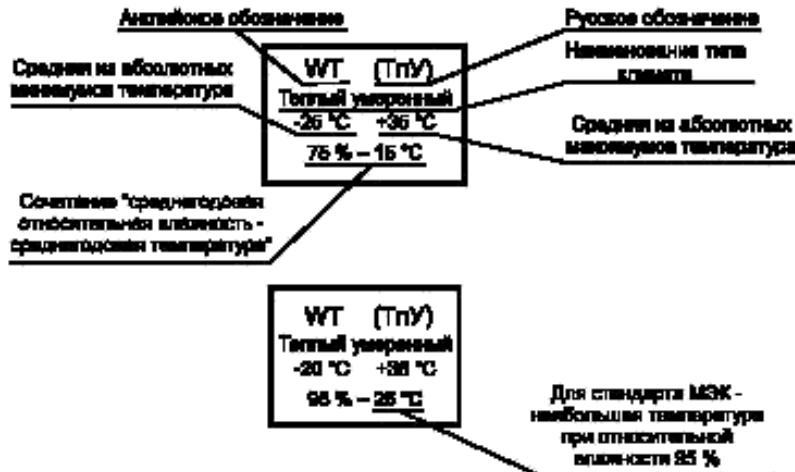 Английское обозначение
Русское обозначение
WT (ТпУ)
Наименование типа
климата
Средняя из абсолютных
минимумов температура
Теплый умеренный
-25 °С +35 °С
Средняя из абсолютных
максимумов температура
75 % – 15 °С
Сочетание "среднегодовая
относительная влажность -
среднегодовая температура"
WT (ТпУ)
Теплый умеренный
-20 °С +35 °С
95 % – 25 °С
Для стандарта МЭК -
наибольшая температура
при относительной
влажности 95 %